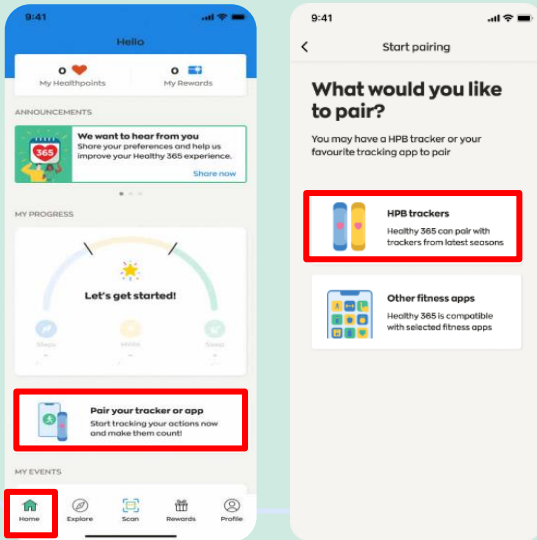 9:41
Hello
0
0
My Healthpoints
My Rewards
ANNOUNCEMENTS
365
We want to hear from you
Share your preferences and help us
improve your Healthy 365 experience.
Share now
MY PROGRESS
Let's get started!
Steps
MVPA
Sleep
Pair your tracker or app
Start tracking your actions now
and make them count!
MY EVENTS
Home
Explore
Scan
Rewards
Profile
9:41
Start pairing
What would you like
to pair?
You may have a HPB tracker or your
favourite tracking app to pair
HPB trackers
Healthy 365 can pair with
trackers from latest seasons
Other fitness apps
Healthy 365 is compatible
with selected fitness apps